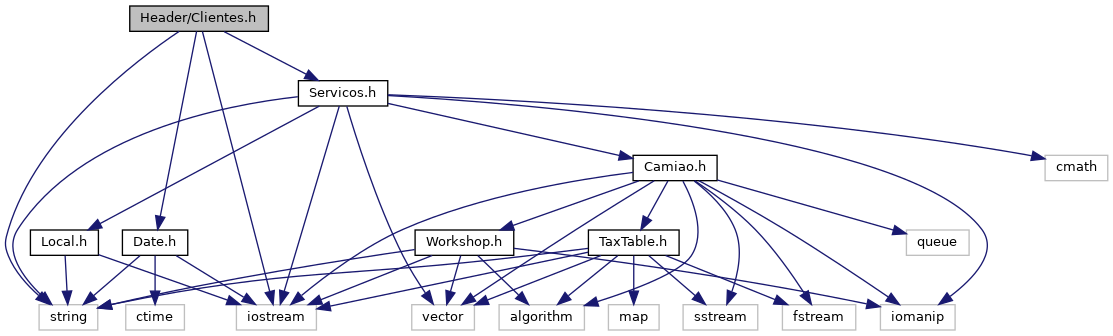 Header/Clientes.h
Servicos.h
Camiao.h
cmath
Local.h
Date.h
Workshop.h
TaxTable.h
queue
string
ctime
iostream
vector
algorithm
map
sstream
fstream
iomanip